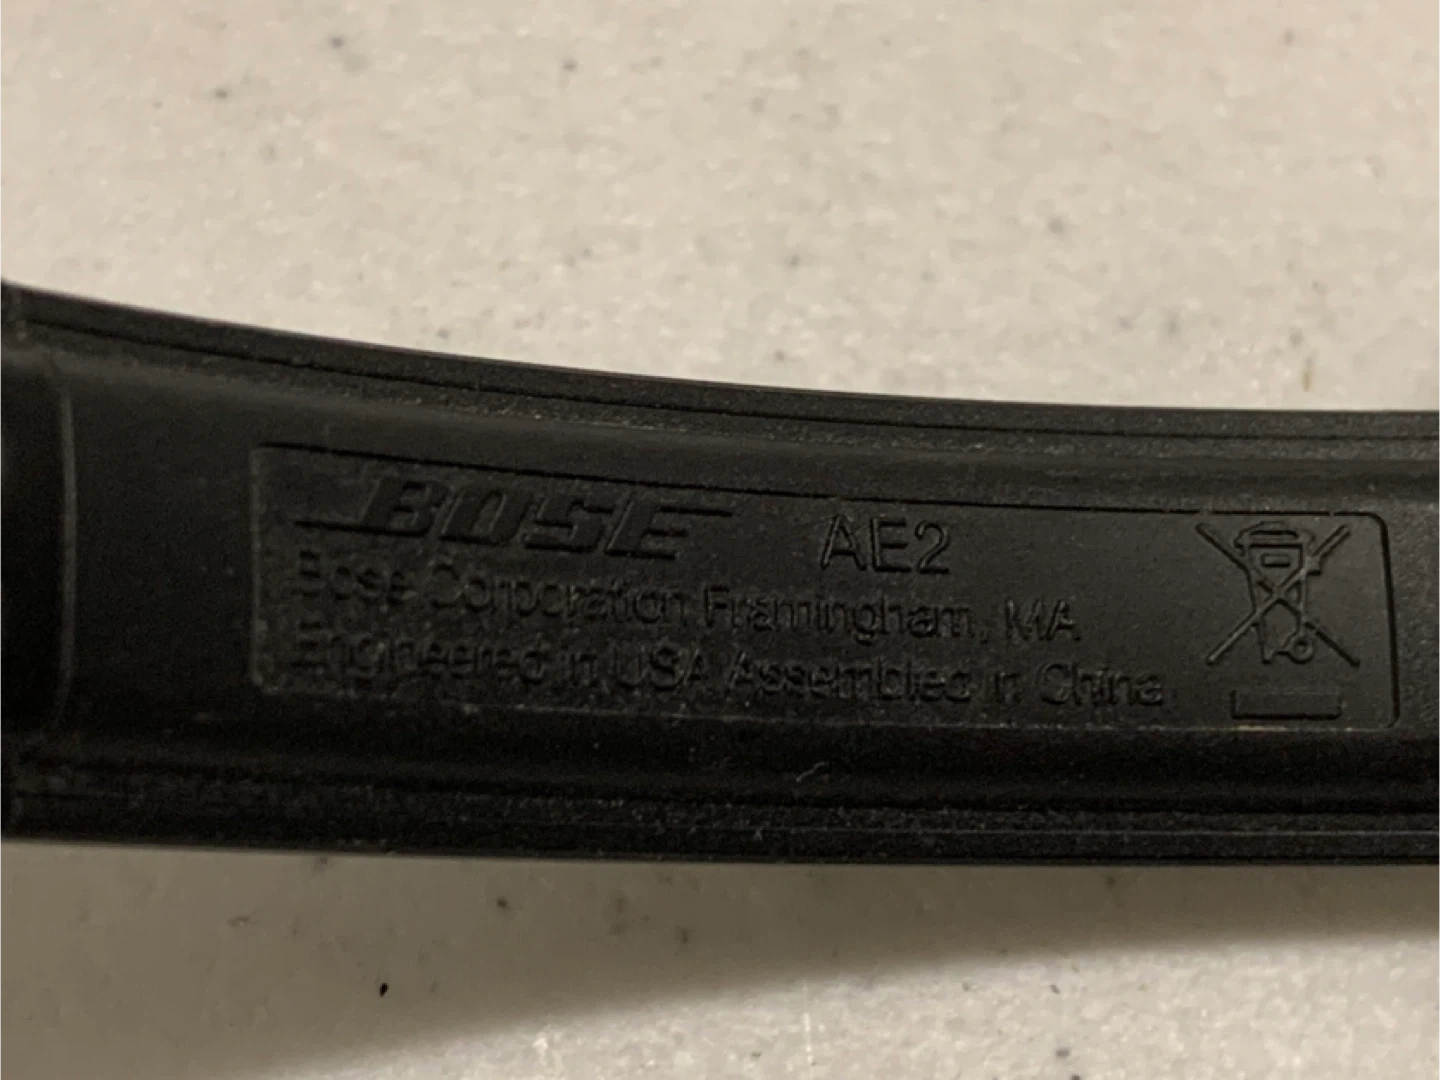 BOSE AE2
Bose Corporation Framingham, MA
Engineered in USA Assembled in China